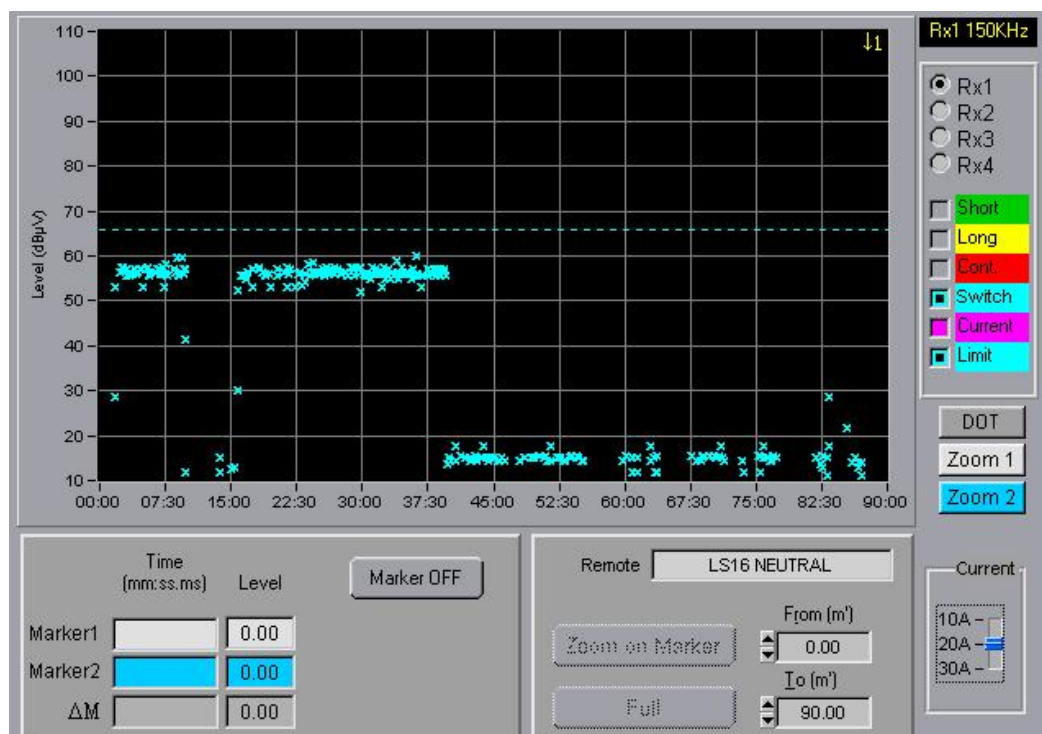 Rx1 150KHz
110
100
90
80
70
60
50
40
30
20
10
Level (dBµV)
↓1
00:00 07:30 15:00 22:30 30:00 37:30 45:00 52:30 60:00 67:30 75:00 82:30 90:00
Rx1
Rx2
Rx3
Rx4
Short
Long
Cont.
Switch
Current
Limit
DOT
Zoom 1
Zoom 2
Time
(mm:ss.ms) Level
Marker OFF
Marker1 0.00
Marker2 0.00
ΔM 0.00
Remote LS16 NEUTRAL
Zoom on Marker
Full
From (m')
0.00
To (m')
90.00
Current
10A
20A
30A